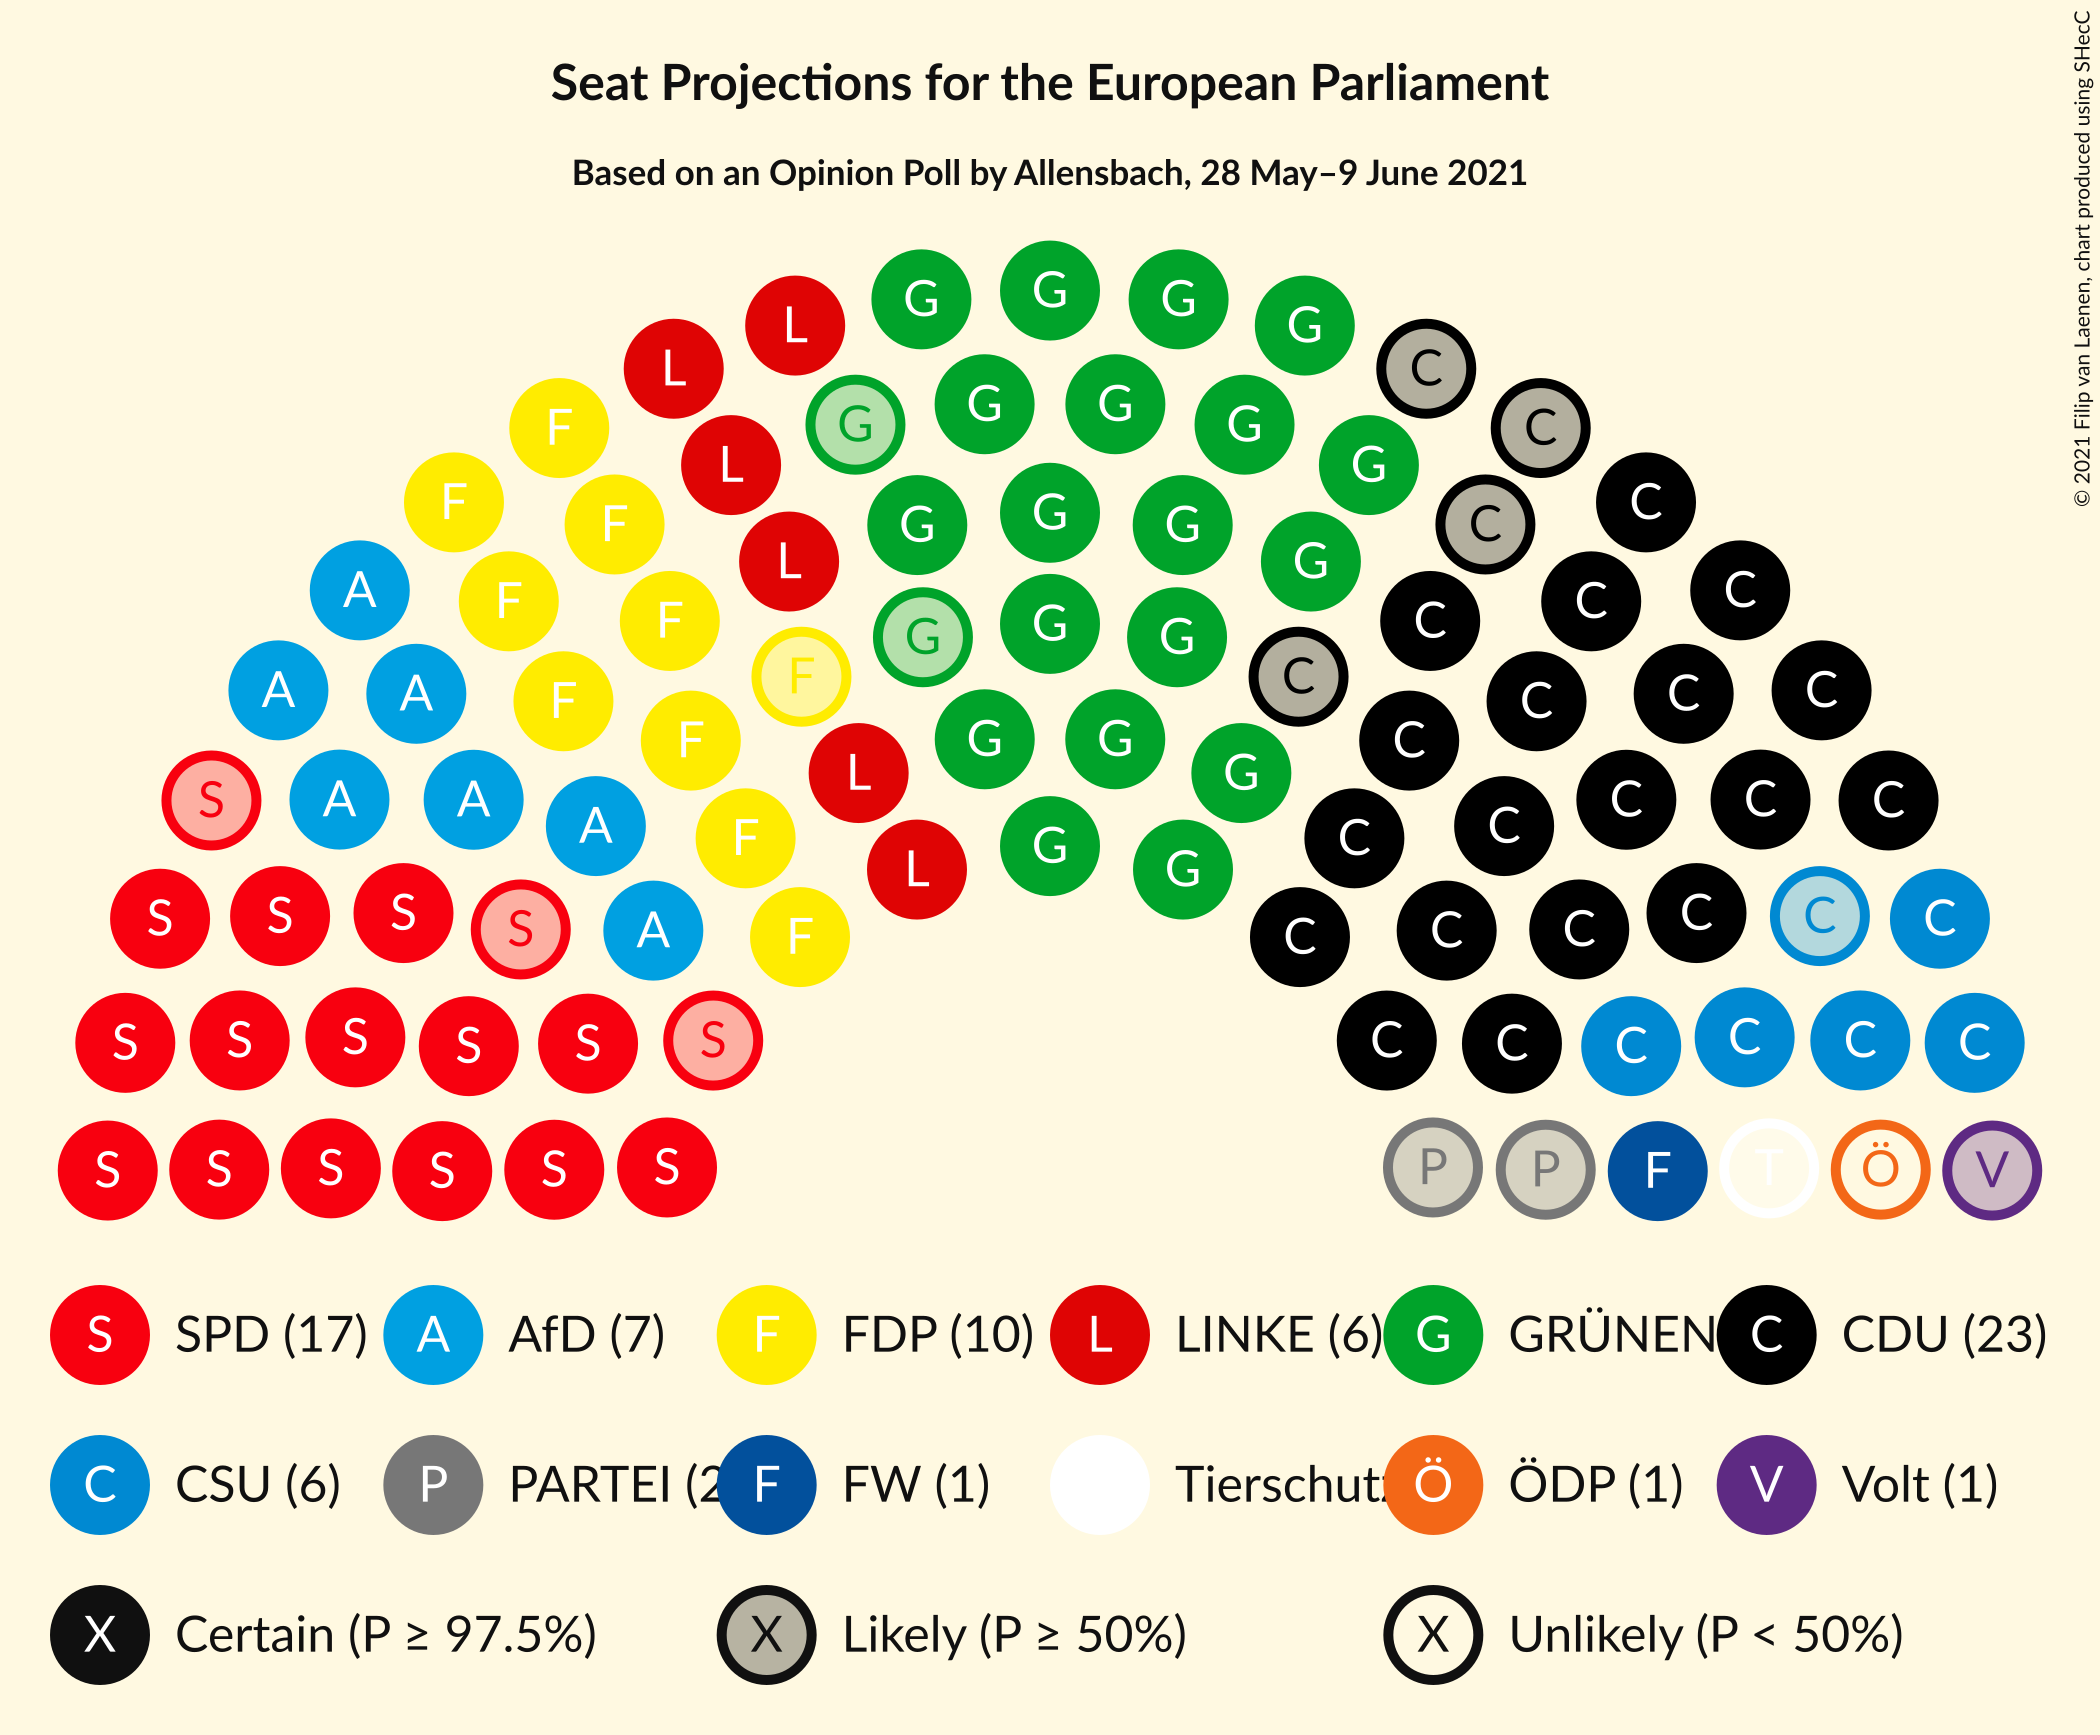 Seat Projections for the European Parliament
Based on an Opinion Poll by Allensbach, 28 May–9 June 2021
© 2021 Filip van Laenen, chart produced using SHecC
G G G G
L L C C
G G G G G
F F L C C
F L G G G G C C
A F F F G G G C C C C
A A F F L G G G C C C C
S A A A F L G G C C C C C
S S S S A F C C C C C C
S S S S S S C C C C C C
S S S S S S P P F T Ö V
S SPD (17) A AfD (7) F FDP (10) L LINKE (6) G GRÜNEN C CDU (23)
C CSU (6) P PARTEI (2 F FW (1) Tierschutz Ö ÖDP (1) V Volt (1)
X Certain (P ≥ 97.5%) X Likely (P ≥ 50%) X Unlikely (P < 50%)